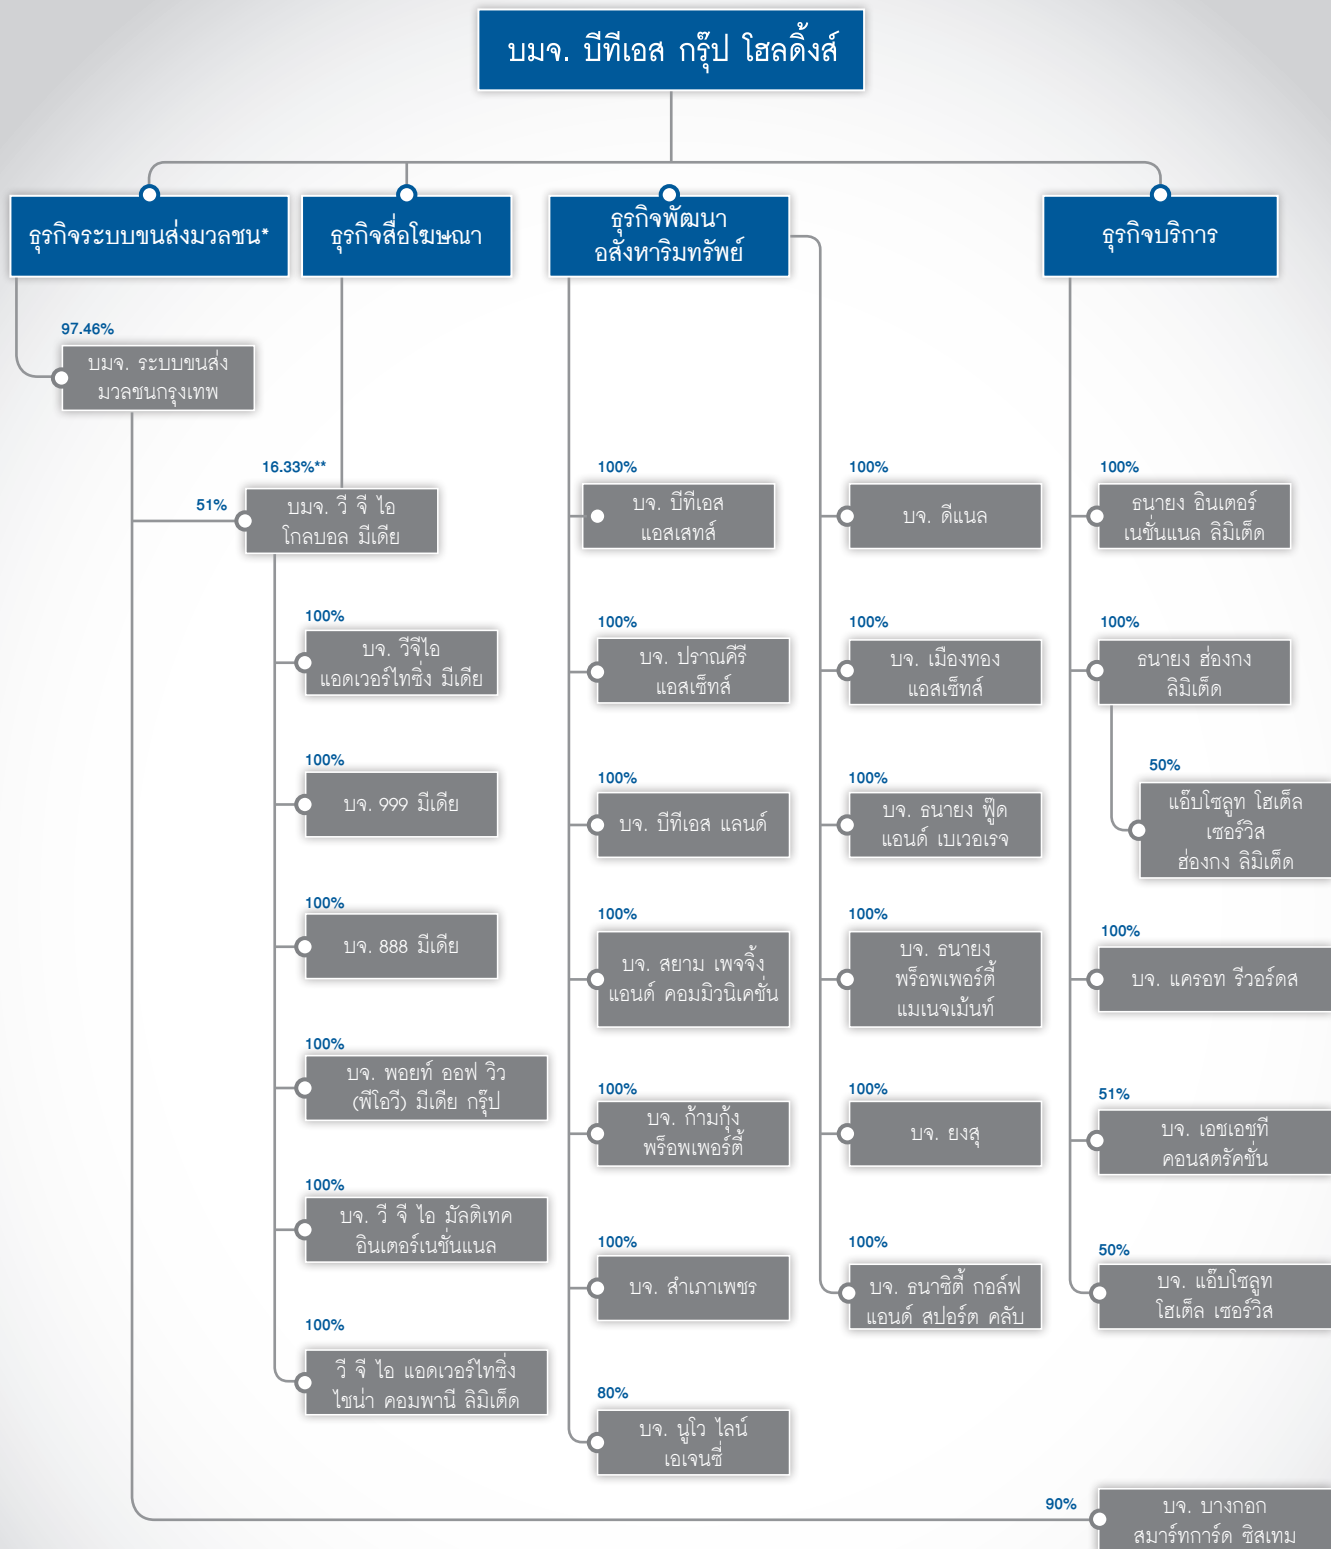 บมจ. บีทีเอส กรุ๊ป โฮลดิ้งส์
ธุรกิจระบบขนส่งมวลชน*
97.46%
บมจ. ระบบขนส่ง
มวลชนกรุงเทพ
ธุรกิจสื่อโฆษณา
16.33%**
51%
บมจ. วี จี ไอ
โกลบอล มีเดีย
100%
บจ. วีจีไอ
แอดเวอร์ไทซิ่ง มีเดีย
100%
บจ. 999 มีเดีย
100%
บจ. 888 มีเดีย
100%
บจ. พอยท์ ออฟ วิว
(พีโอวี) มีเดีย กรุ๊ป
100%
บจ. วี จี ไอ มัลติเทค
อินเตอร์เนชั่นแนล
100%
วี จี ไอ แอดเวอร์ไทซิ่ง
ไชน่า คอมพานี ลิมิเต็ด
ธุรกิจพัฒนา
อสังหาริมทรัพย์
100%
บจ. บีทีเอส
แอสเสทส์
100%
บจ. ปราณคีรี
แอสเซ็ทส์
100%
บจ. บีทีเอส แลนด์
100%
บจ. สยาม เพจจิ้ง
แอนด์ คอมมิวนิเคชั่น
100%
บจ. ก้ามกุ้ง
พร็อพเพอร์ตี้
100%
บจ. สำเภาเพชร
80%
บจ. นูโว ไลน์
เอเจนซี่
100%
บจ. ดีแนล
100%
บจ. เมืองทอง
แอสเซ็ทส์
100%
บจ. ธนายง ฟู๊ด
แอนด์ เบเวอเรจ
100%
บจ. ธนายง
พร็อพเพอร์ตี้
แมเนจเม้นท์
100%
บจ. ยงสุ
100%
บจ. ธนาซิตี้ กอล์ฟ
แอนด์ สปอร์ต คลับ
ธุรกิจบริการ
100%
ธนายง อินเตอร์
เนชั่นแนล ลิมิเต็ด
100%
ธนายง ฮ่องกง
ลิมิเต็ด
50%
แอ๊บโซลูท โฮเต็ล
เซอร์วิส
ฮ่องกง ลิมิเต็ด
100%
บจ. แครอท รีวอร์ดส
51%
บจ. เอชเอชที
คอนสตรัคชั่น
50%
บจ. แอ๊บโซลูท
โฮเต็ล เซอร์วิส
90%
บจ. บางกอก
สมาร์ทการ์ด ซิสเทม